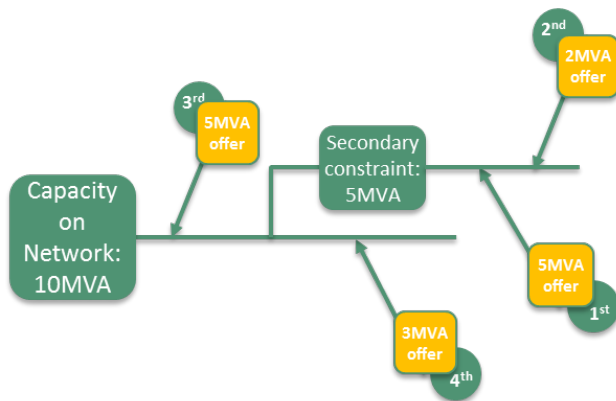 2nd
2MVA
offer
3rd
5MVA
offer
Secondary
constraint:
5MVA
Capacity
on
Network:
10MVA
5MVA
offer
1st
3MVA
offer
4th